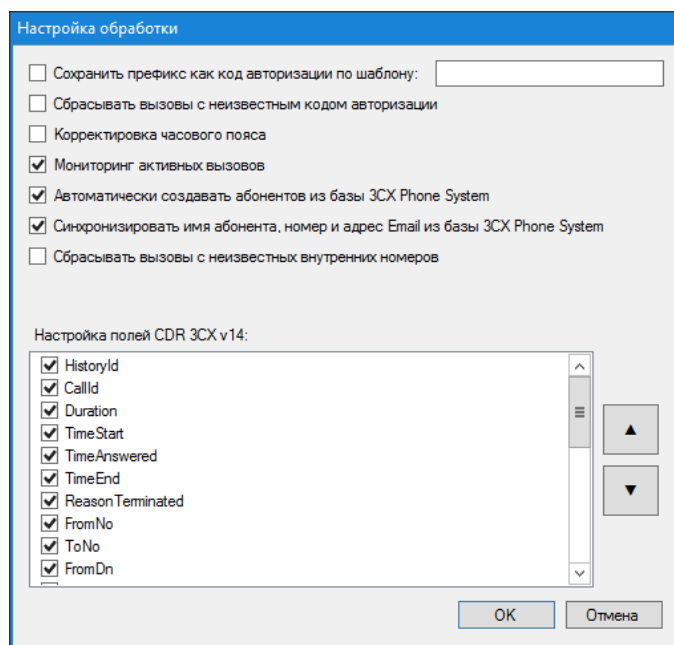 Настройка обработки
Сохранить префикс как код авторизации по шаблону:
Сбрасывать вызовы с неизвестным кодом авторизации
Корректировка часового пояса
Мониторинг активных вызовов
Автоматически создавать абонентов из базы 3CX Phone System
Синхронизировать имя абонента, номер и адрес Email из базы 3CX Phone System
Сбрасывать вызовы с неизвестных внутренних номеров
Настройка полей CDR 3CX v14:
HistoryId
CallId
Duration
TimeStart
TimeAnswered
TimeEnd
ReasonTerminated
FromNo
ToNo
FromDn
OK Отмена